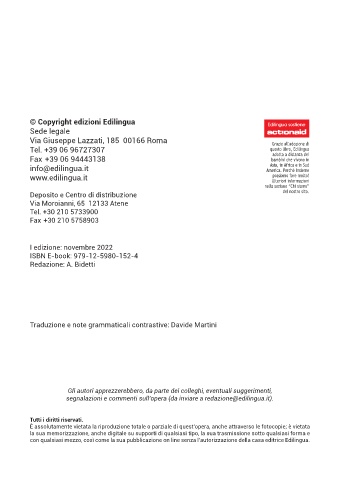 © Copyright edizioni Edilingua
Sede legale
Via Giuseppe Lazzati, 185 00166 Roma
Tel. +39 06 96727307
Fax +39 06 94443138
info@edilingua.it
www.edilingua.it
Deposito e Centro di distribuzione
Via Moroianni, 65 12133 Atene
Tel. +30 210 5733900
Fax +30 210 5758903
I edizione: novembre 2022
ISBN E-book: 979-12-5980-152-4
Redazione: A. Bidetti
Edilingua sostiene
actionaid
Grazie all'adozione di
questo libro, Edilingua
adotta a distanza dei
bambini che vivono in
Asia, in Africa e in Sud
America. Perché insieme
possiamo fare molto!
Ulteriori informazioni
nella sezione "Chi siamo"
del nostro sito.
Traduzione e note grammaticali contrastive: Davide Martini
Gli autori apprezzerebbero, da parte dei colleghi, eventuali suggerimenti,
segnalazioni e commenti sull'opera (da inviare a redazione@edilingua.it).
Tutti i diritti riservati.
È assolutamente vietata la riproduzione totale o parziale di quest'opera, anche attraverso le fotocopie; è vietata
la sua memorizzazione, anche digitale su supporti di qualsiasi tipo, la sua trasmissione sotto qualsiasi forma e
con qualsiasi mezzo, così come la sua pubblicazione on line senza l'autorizzazione della casa editrice Edilingua.